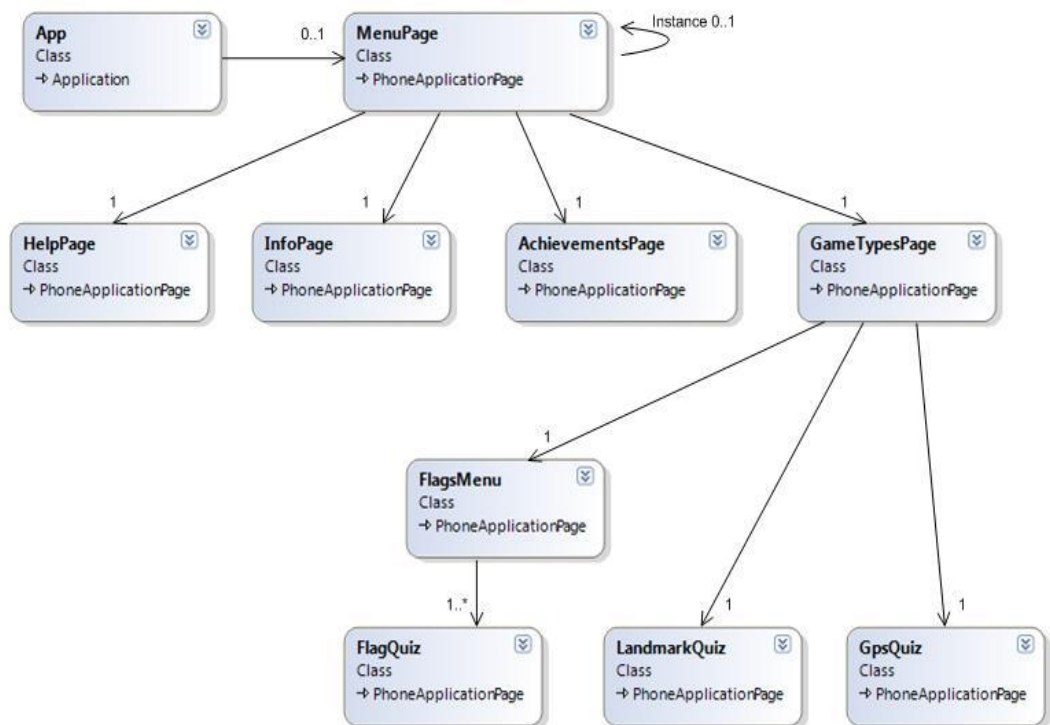 App
Class
Application
0..1
MenuPage
Class
PhoneApplicationPage
Instance 0..1
1
1
1
1
HelpPage
Class
PhoneApplicationPage
InfoPage
Class
PhoneApplicationPage
AchievementsPage
Class
PhoneApplicationPage
GameTypesPage
Class
PhoneApplicationPage
1
FlagsMenu
Class
PhoneApplicationPage
1..*
1
1
FlagQuiz
Class
PhoneApplicationPage
LandmarkQuiz
Class
PhoneApplicationPage
GpsQuiz
Class
PhoneApplicationPage